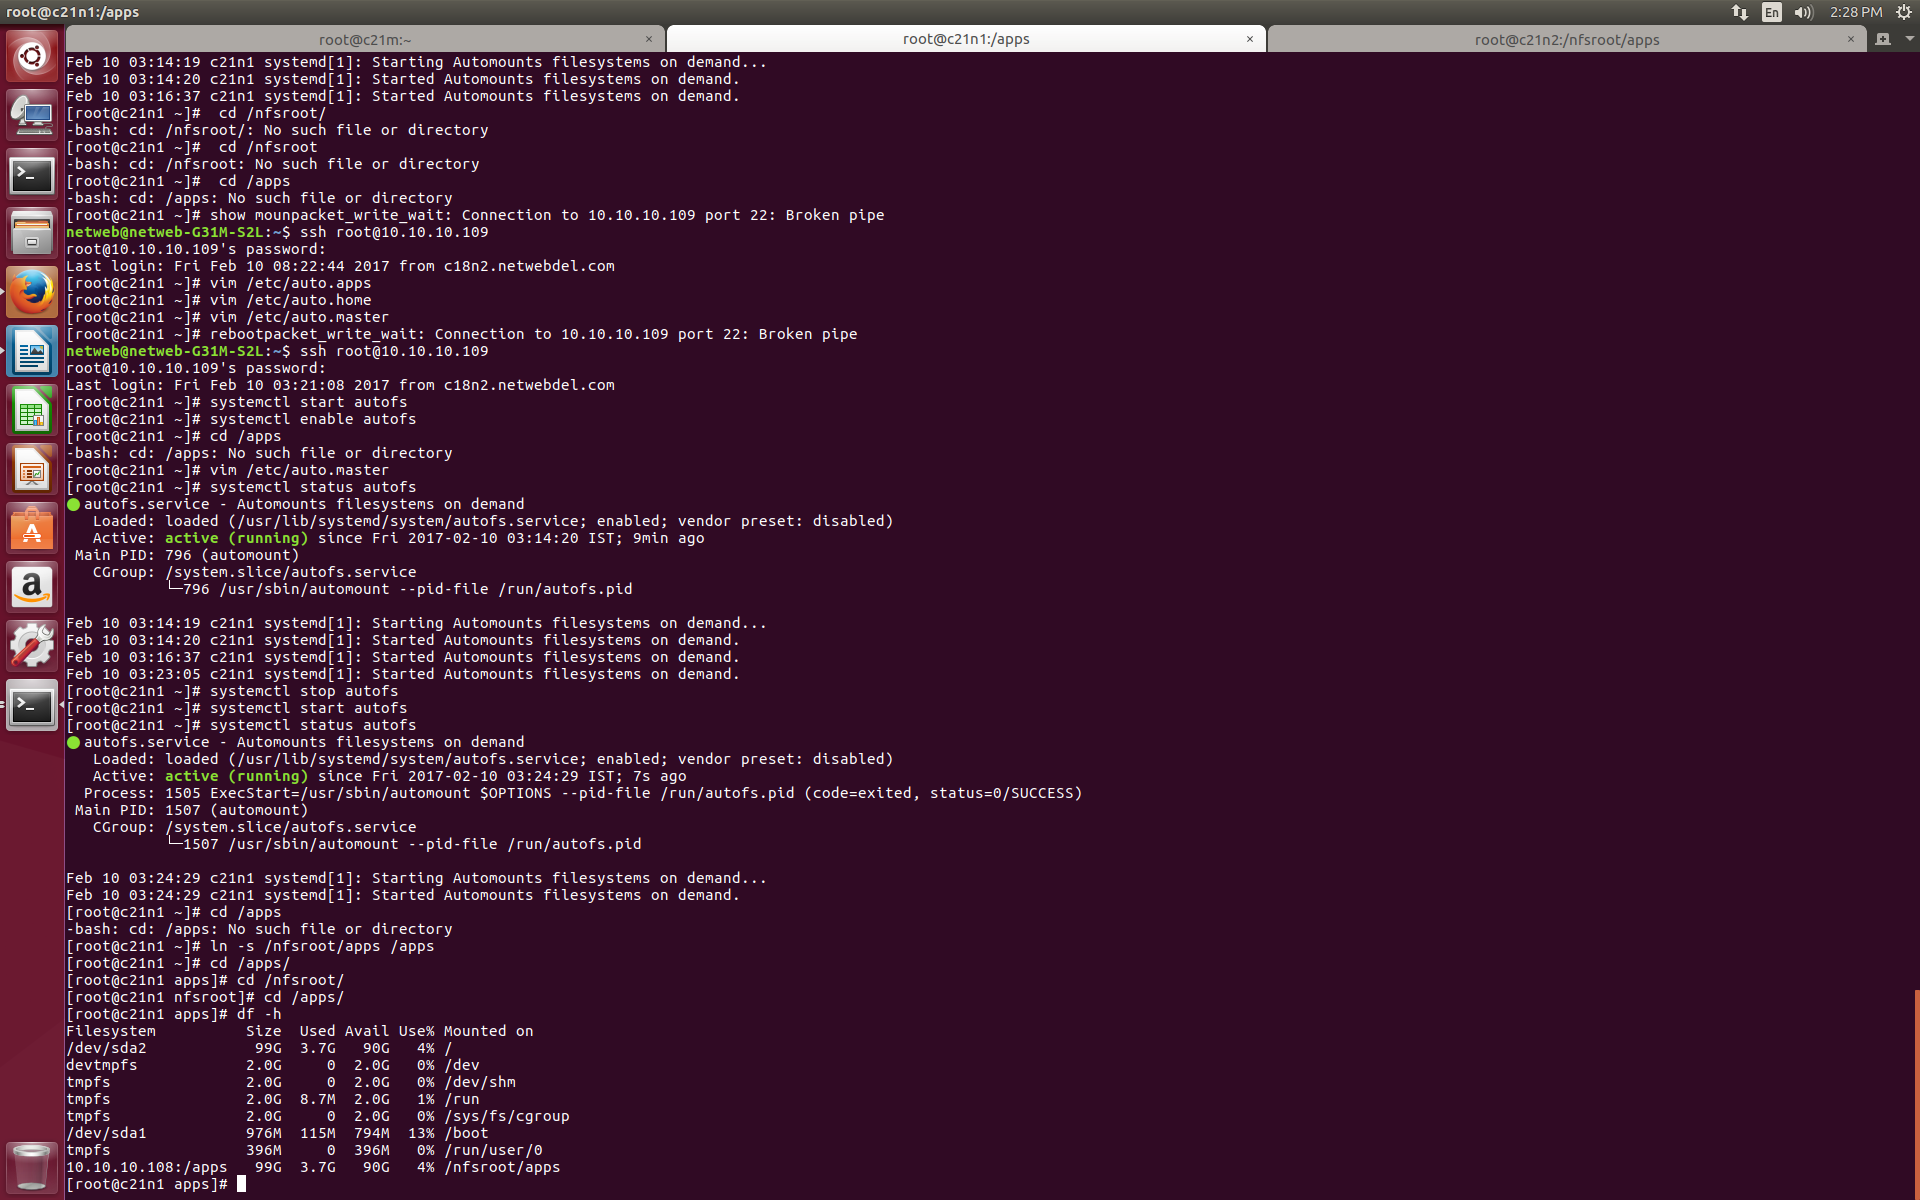 root@c21n1:/apps
En
2:28 PM
root@c21m:~ ×
root@c21n1:/apps ×
root@c21n2:/nfsroot/apps ×
Feb 10 03:14:19 c21n1 systemd[1]: Starting Automounts filesystems on demand...
Feb 10 03:14:20 c21n1 systemd[1]: Started Automounts filesystems on demand.
Feb 10 03:16:37 c21n1 systemd[1]: Started Automounts filesystems on demand.
[root@c21n1 ~]#  cd /nfsroot/
-bash: cd: /nfsroot/: No such file or directory
[root@c21n1 ~]#  cd /nfsroot
-bash: cd: /nfsroot: No such file or directory
[root@c21n1 ~]#  cd /apps
-bash: cd: /apps: No such file or directory
[root@c21n1 ~]# show mounpacket_write_wait: Connection to 10.10.10.109 port 22: Broken pipe
netweb@netweb-G31M-S2L:~$ ssh root@10.10.10.109
root@10.10.10.109's password:
Last login: Fri Feb 10 08:22:44 2017 from c18n2.netwebdel.com
[root@c21n1 ~]# vim /etc/auto.apps
[root@c21n1 ~]# vim /etc/auto.home
[root@c21n1 ~]# vim /etc/auto.master
[root@c21n1 ~]# rebootpacket_write_wait: Connection to 10.10.10.109 port 22: Broken pipe
netweb@netweb-G31M-S2L:~$ ssh root@10.10.10.109
root@10.10.10.109's password:
Last login: Fri Feb 10 03:21:08 2017 from c18n2.netwebdel.com
[root@c21n1 ~]# systemctl start autofs
[root@c21n1 ~]# systemctl enable autofs
[root@c21n1 ~]# cd /apps
-bash: cd: /apps: No such file or directory
[root@c21n1 ~]# vim /etc/auto.master
[root@c21n1 ~]# systemctl status autofs
● autofs.service - Automounts filesystems on demand
   Loaded: loaded (/usr/lib/systemd/system/autofs.service; enabled; vendor preset: disabled)
   Active: active (running) since Fri 2017-02-10 03:14:20 IST; 9min ago
 Main PID: 796 (automount)
   CGroup: /system.slice/autofs.service
           └─796 /usr/sbin/automount --pid-file /run/autofs.pid
Feb 10 03:14:19 c21n1 systemd[1]: Starting Automounts filesystems on demand...
Feb 10 03:14:20 c21n1 systemd[1]: Started Automounts filesystems on demand.
Feb 10 03:16:37 c21n1 systemd[1]: Started Automounts filesystems on demand.
Feb 10 03:23:05 c21n1 systemd[1]: Started Automounts filesystems on demand.
[root@c21n1 ~]# systemctl stop autofs
[root@c21n1 ~]# systemctl start autofs
[root@c21n1 ~]# systemctl status autofs
● autofs.service - Automounts filesystems on demand
   Loaded: loaded (/usr/lib/systemd/system/autofs.service; enabled; vendor preset: disabled)
   Active: active (running) since Fri 2017-02-10 03:24:29 IST; 7s ago
  Process: 1505 ExecStart=/usr/sbin/automount $OPTIONS --pid-file /run/autofs.pid (code=exited, status=0/SUCCESS)
 Main PID: 1507 (automount)
   CGroup: /system.slice/autofs.service
           └─1507 /usr/sbin/automount --pid-file /run/autofs.pid
Feb 10 03:24:29 c21n1 systemd[1]: Starting Automounts filesystems on demand...
Feb 10 03:24:29 c21n1 systemd[1]: Started Automounts filesystems on demand.
[root@c21n1 ~]# cd /apps
-bash: cd: /apps: No such file or directory
[root@c21n1 ~]# ln -s /nfsroot/apps /apps
[root@c21n1 ~]# cd /apps/
[root@c21n1 apps]# cd /nfsroot/
[root@c21n1 nfsroot]# cd /apps/
[root@c21n1 apps]# df -h
Filesystem          Size  Used Avail Use% Mounted on
/dev/sda2            99G  3.7G   90G   4% /
devtmpfs            2.0G     0  2.0G   0% /dev
tmpfs               2.0G     0  2.0G   0% /dev/shm
tmpfs               2.0G  8.7M  2.0G   1% /run
tmpfs               2.0G     0  2.0G   0% /sys/fs/cgroup
/dev/sda1           976M  115M  794M  13% /boot
tmpfs               396M     0  396M   0% /run/user/0
10.10.10.108:/apps   99G  3.7G   90G   4% /nfsroot/apps
[root@c21n1 apps]#